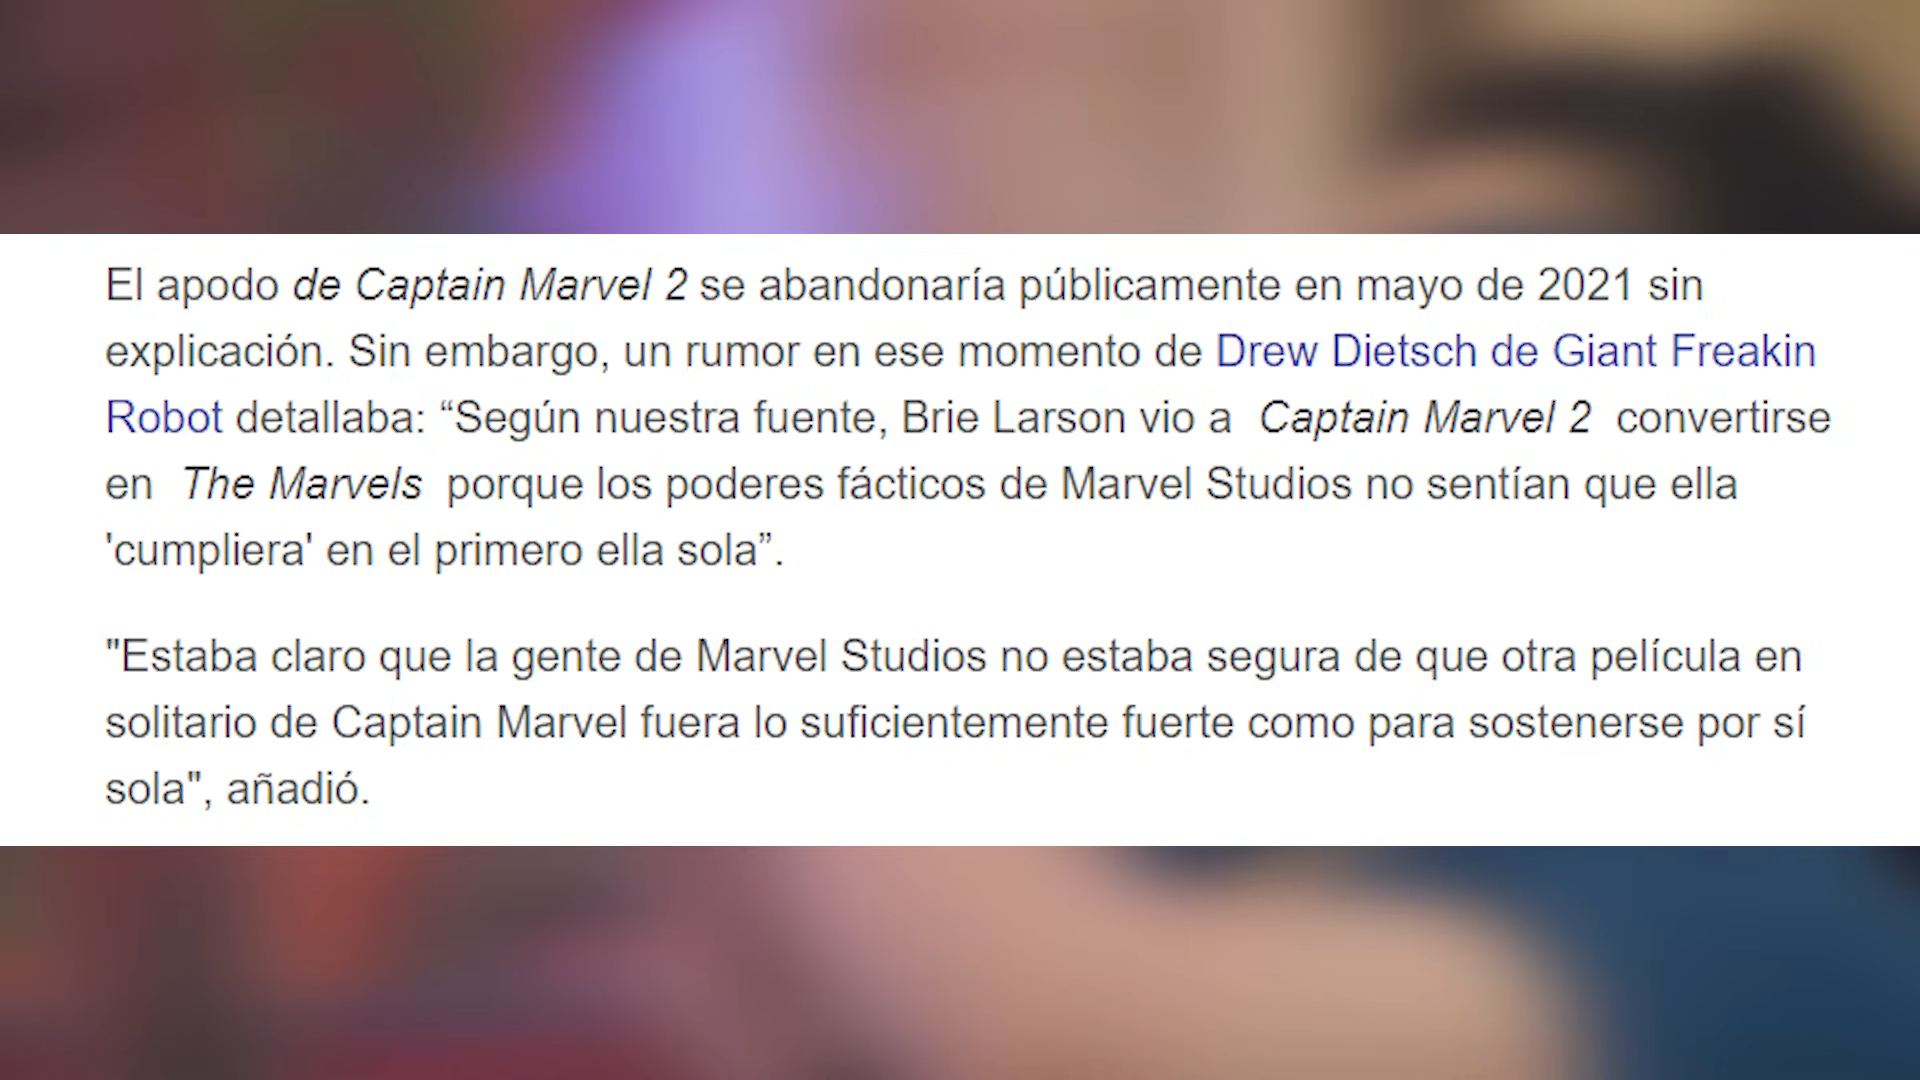 El apodo de Captain Marvel 2 se abandonaría públicamente en mayo de 2021 sin
explicación. Sin embargo, un rumor en ese momento de Drew Dietsch de Giant Freakin
Robot detallaba: “Según nuestra fuente, Brie Larson vio a Captain Marvel 2 convertirse
en The Marvels porque los poderes fácticos de Marvel Studios no sentían que ella
'cumpliera' en el primero ella sola”.
"Estaba claro que la gente de Marvel Studios no estaba segura de que otra película en
solitario de Captain Marvel fuera lo suficientemente fuerte como para sostenerse por sí
sola", añadió.